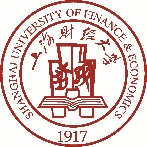 SHANGHAI UNIVERSITY OF FINANCE & ECONOMICS
上海财经大学
1917